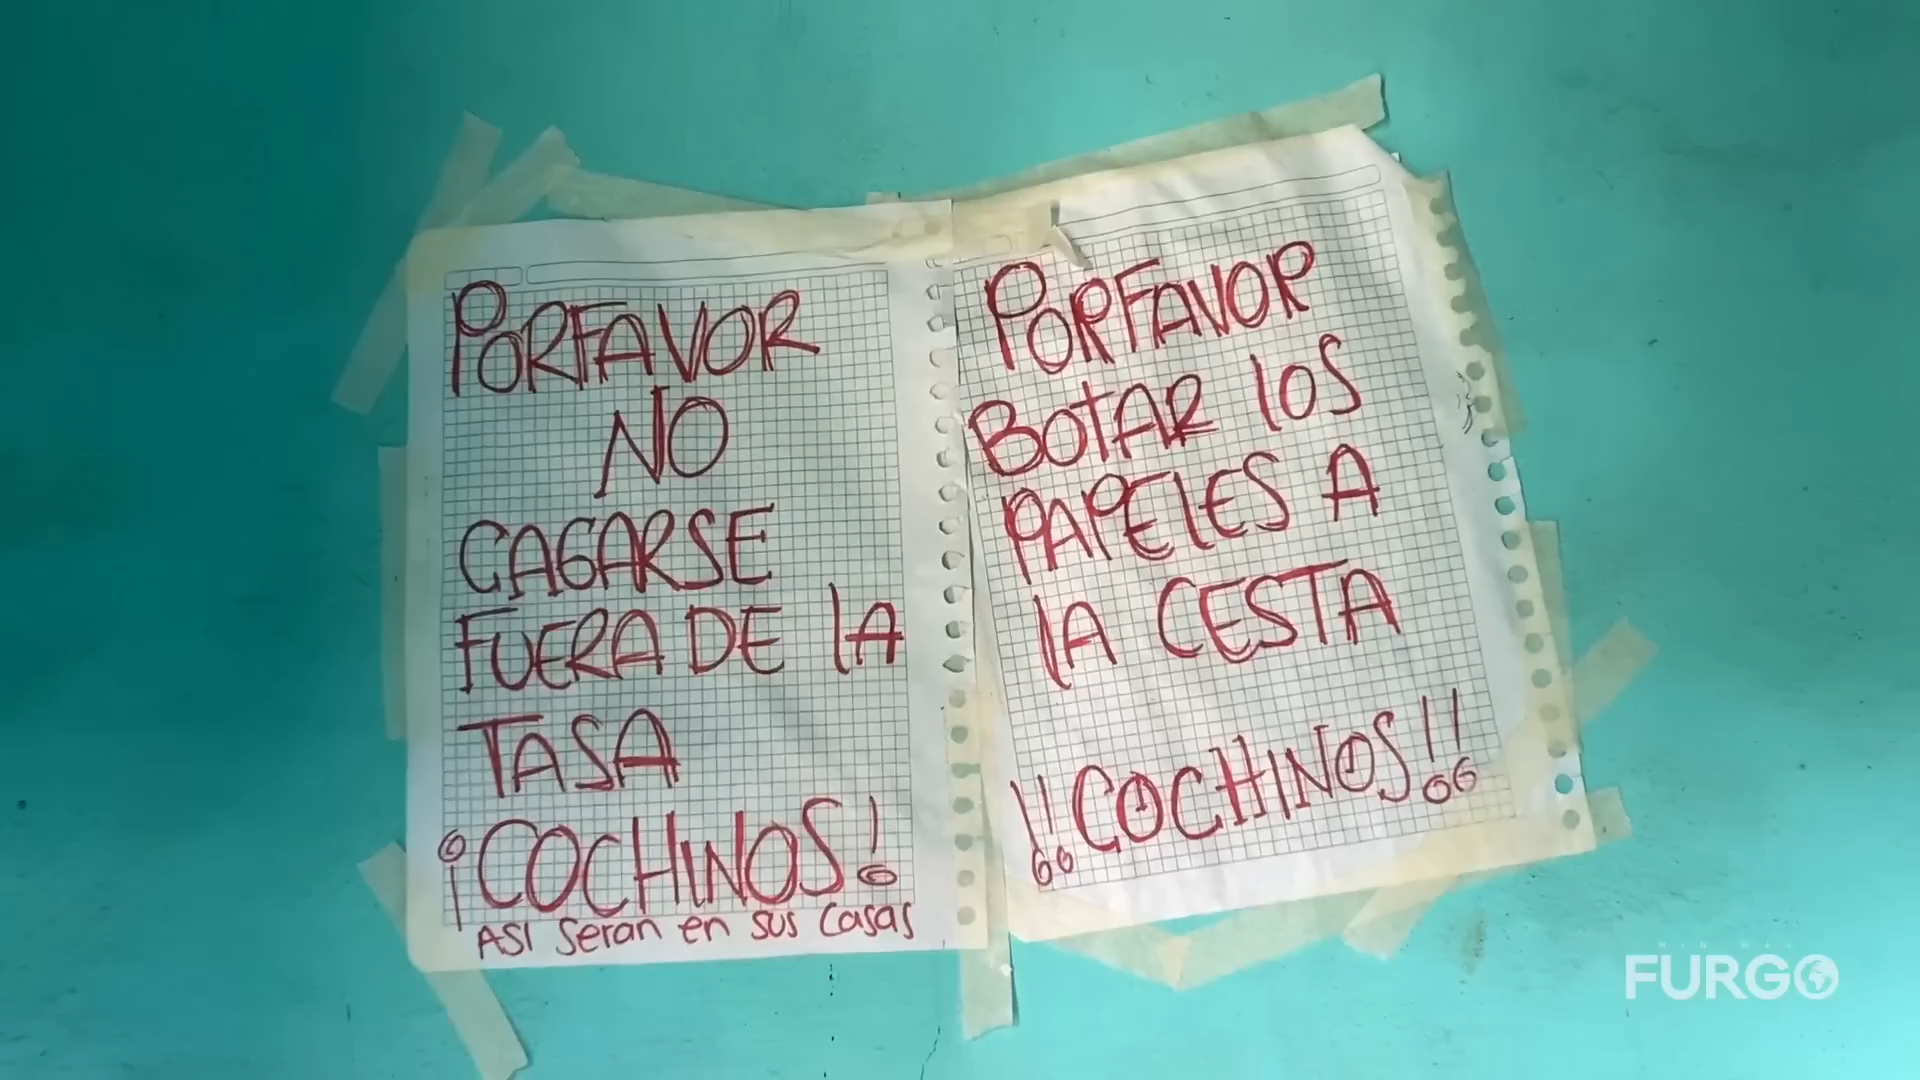 PORFAVOR
NO
CAGARSE
FUERA DE LA
TASA
¡COCHINOS!
ASI Seran en sus Casas
PORFAVOR
BOTAR LOS
PAPELES A
LA CESTA
!!COCHINOS!!
FURGO